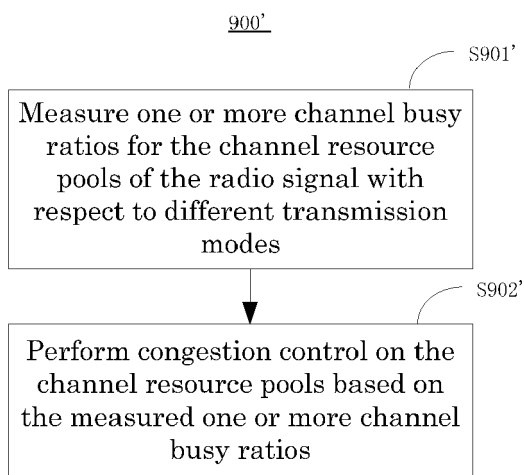 900'
S901'
Measure one or more channel busy
ratios for the channel resource
pools of the radio signal with
respect to different transmission
modes
S902'
Perform congestion control on the
channel resource pools based on
the measured one or more channel
busy ratios